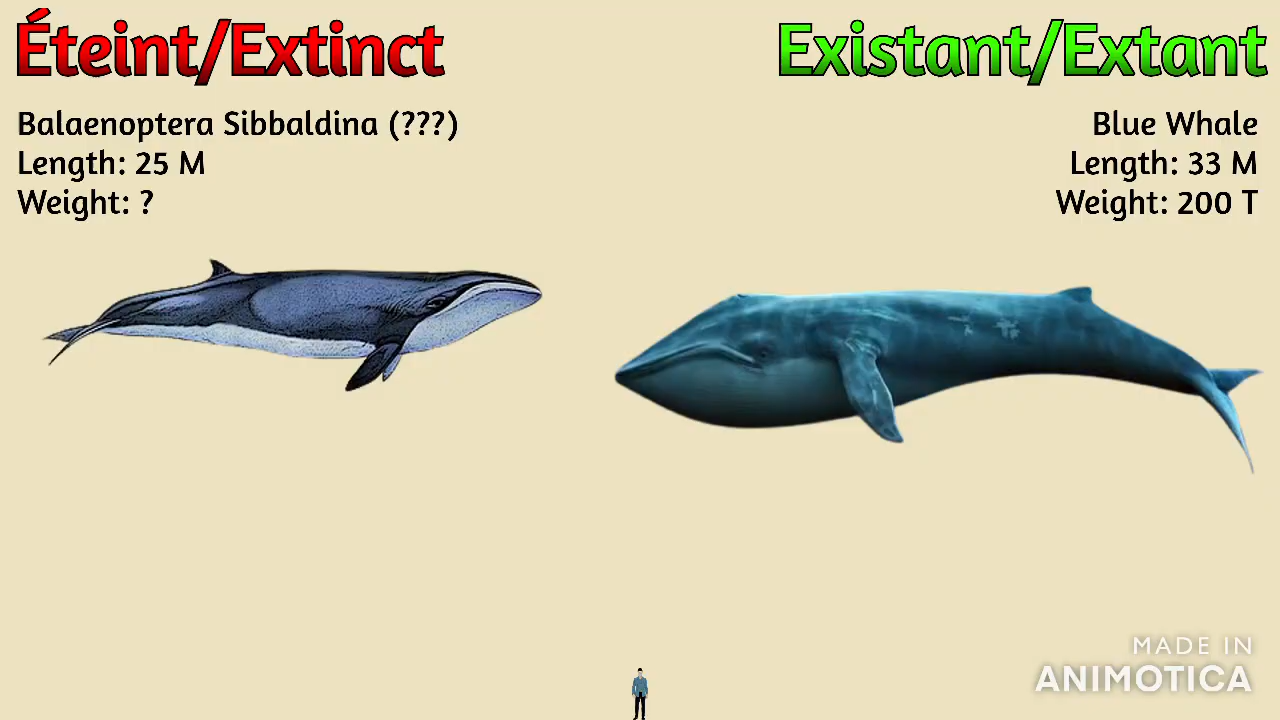 Éteint/Extinct
Existant/Extant
Balaenoptera Sibbaldina (???)
Length: 25 M
Weight: ?
Blue Whale
Length: 33 M
Weight: 200 T
MADE IN
ANIMOTICA